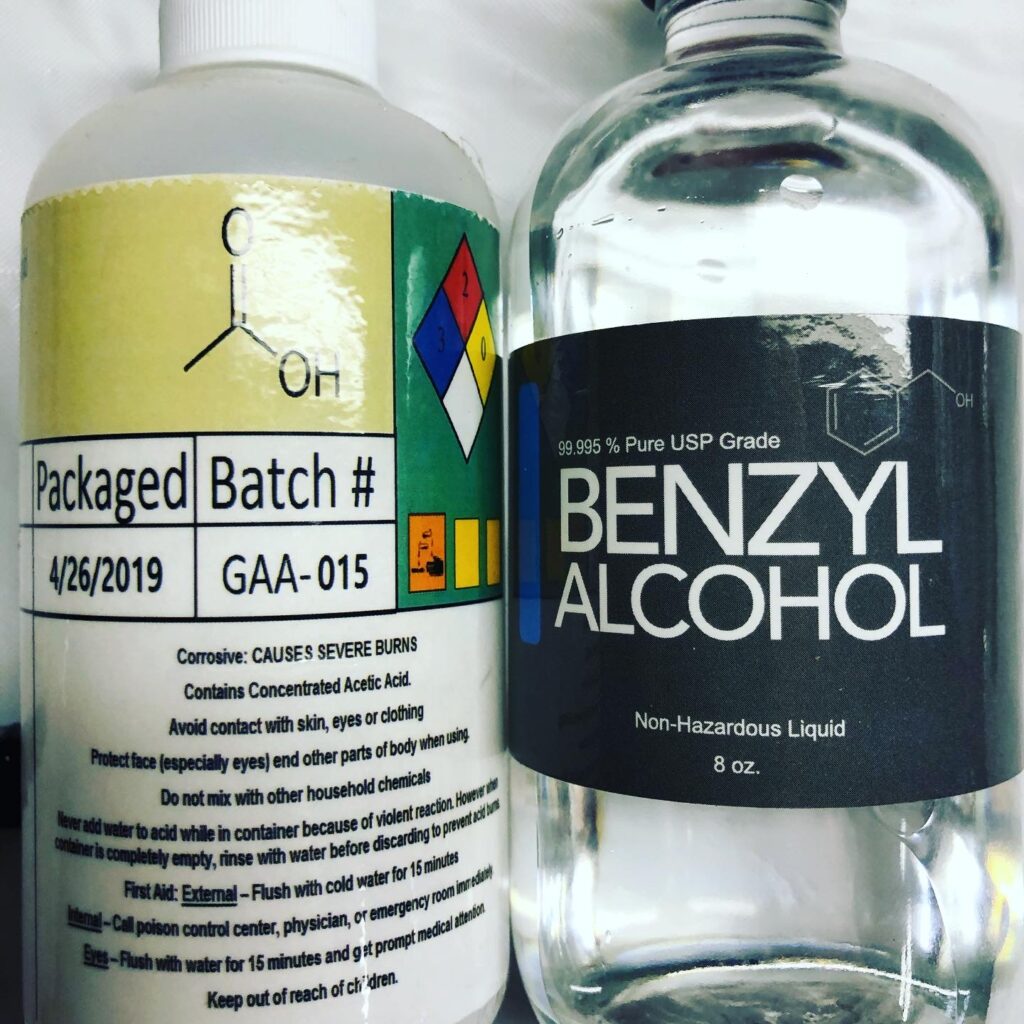 O
OH
2
3
0
Packaged
Batch #
4/26/2019
GAA-015
Corrosive: CAUSES SEVERE BURNS
Contains Concentrated Acetic Acid.
Avoid contact with skin, eyes or clothing
Protect face (especially eyes) end other parts of body when using.
Do not mix with other household chemicals
Never add water to acid while in container because of violent reaction. However when
container is completely empty, rinse with water before discarding to prevent acid burns
First Aid: External – Flush with cold water for 15 minutes
Internal – Call poison control center, physician, or emergency room immediately
Eyes – Flush with water for 15 minutes and get prompt medical attention.
Keep out of reach of children.
OH
99.995 % Pure USP Grade
BENZYL
ALCOHOL
Non-Hazardous Liquid
8 oz.